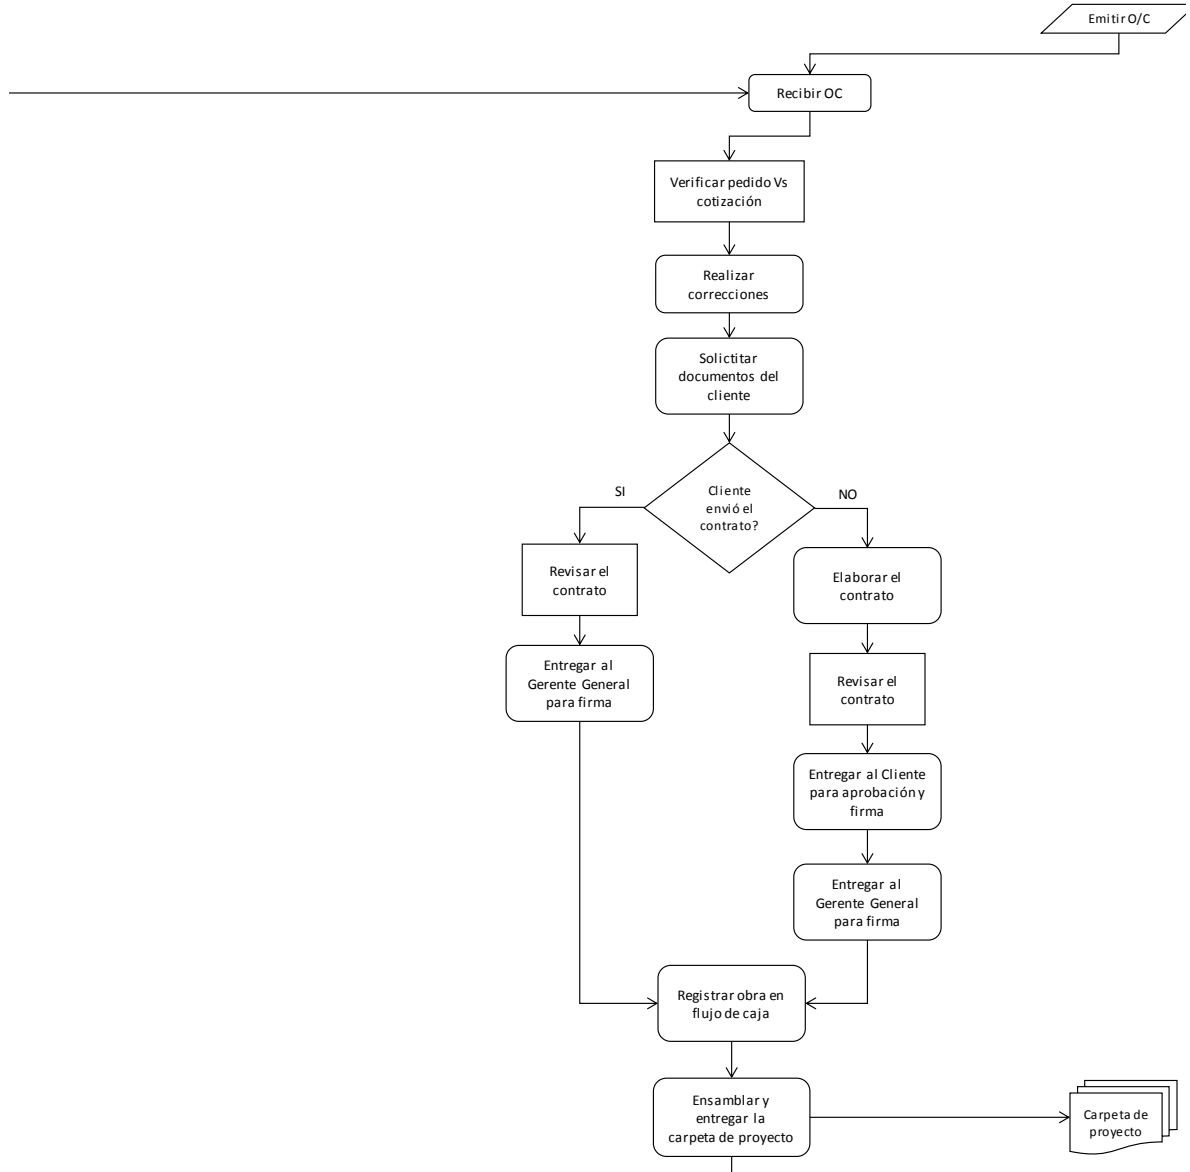 Emitir O/C
Recibir OC
Verificar pedido Vs
cotización
Realizar
correcciones
Solictitar
documentos del
cliente
Cliente
envió el
contrato?
SI
NO
Revisar el
contrato
Entregar al
Gerente General
para firma
Elaborar el
contrato
Revisar el
contrato
Entregar al Cliente
para aprobación y
firma
Entregar al
Gerente General
para firma
Registrar obra en
flujo de caja
Ensamblar y
entregar la
carpeta de proyecto
Carpeta de
proyecto